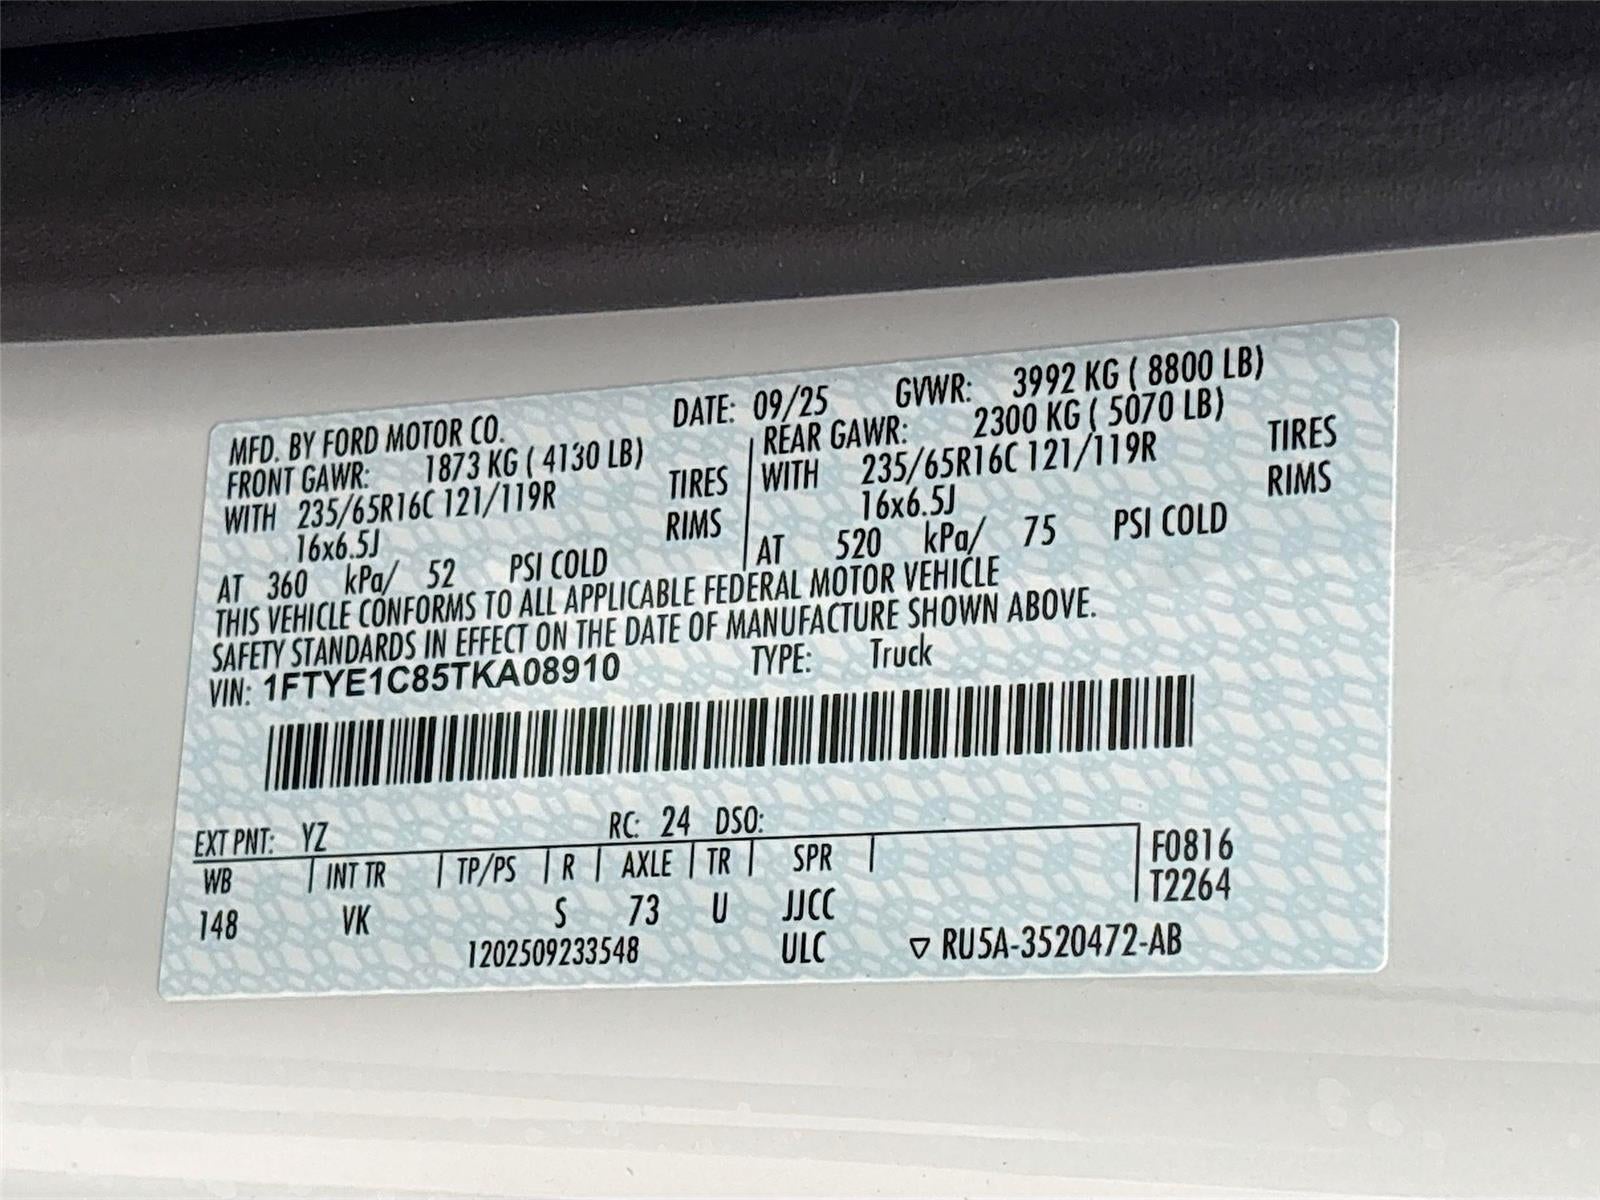 MFD. BY FORD MOTOR CO. DATE: 09/25 GVWR: 3992 KG ( 8800 LB)
FRONT GAWR: 1873 KG ( 4130 LB) REAR GAWR: 2300 KG ( 5070 LB)
WITH 235/65R16C 121/119R TIRES WITH 235/65R16C 121/119R TIRES
16x6.5J RIMS 16x6.5J RIMS
AT 360 kPa/ 52 PSI COLD AT 520 kPa/ 75 PSI COLD
THIS VEHICLE CONFORMS TO ALL APPLICABLE FEDERAL MOTOR VEHICLE
SAFETY STANDARDS IN EFFECT ON THE DATE OF MANUFACTURE SHOWN ABOVE.
VIN: 1FTYE1C85TKA08910 TYPE: Truck
EXT PNT: YZ RC: 24 DSO:
WB INT TR TP/PS R AXLE TR SPR F0816
T2264
148 VK S 73 U JJCC
1202509233548 ULC ▽ RU5A-3520472-AB